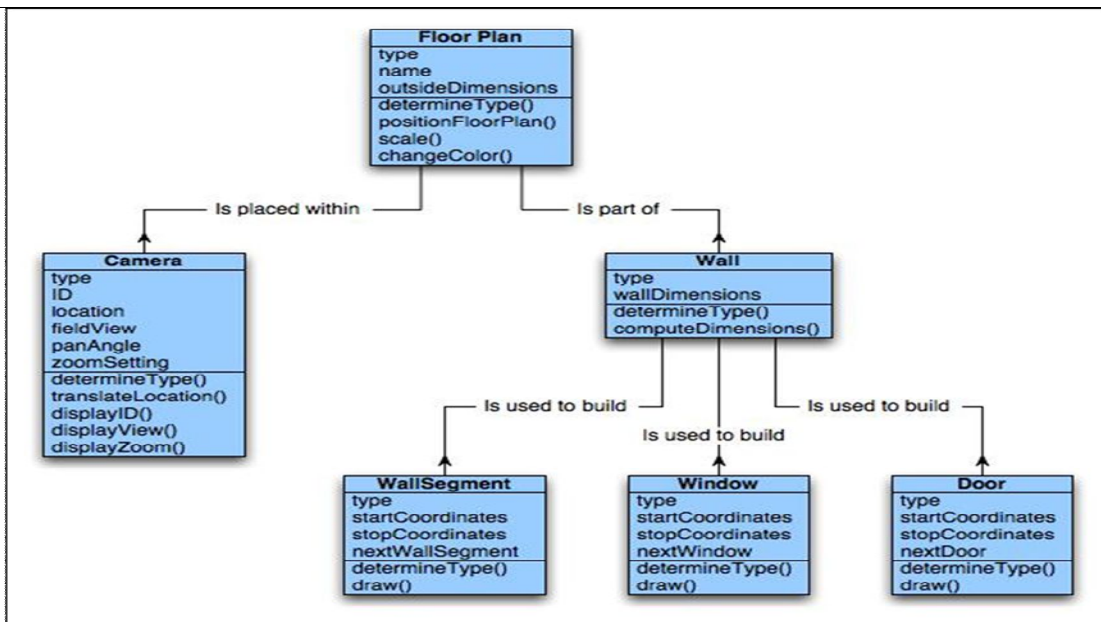 Floor Plan
type
name
outsideDimensions
determineType()
positionFloorPlan()
scale()
changeColor()
Is placed within
Is part of
Camera
type
ID
location
fieldView
panAngle
zoomSetting
determineType()
translateLocation()
displayID()
displayView()
displayZoom()
Wall
type
wallDimensions
determineType()
computeDimensions()
Is used to build
Is used to build
Is used to build
WallSegment
type
startCoordinates
stopCoordinates
nextWallSegment
determineType()
draw()
Window
type
startCoordinates
stopCoordinates
nextWindow
determineType()
draw()
Door
type
startCoordinates
stopCoordinates
nextDoor
determineType()
draw()